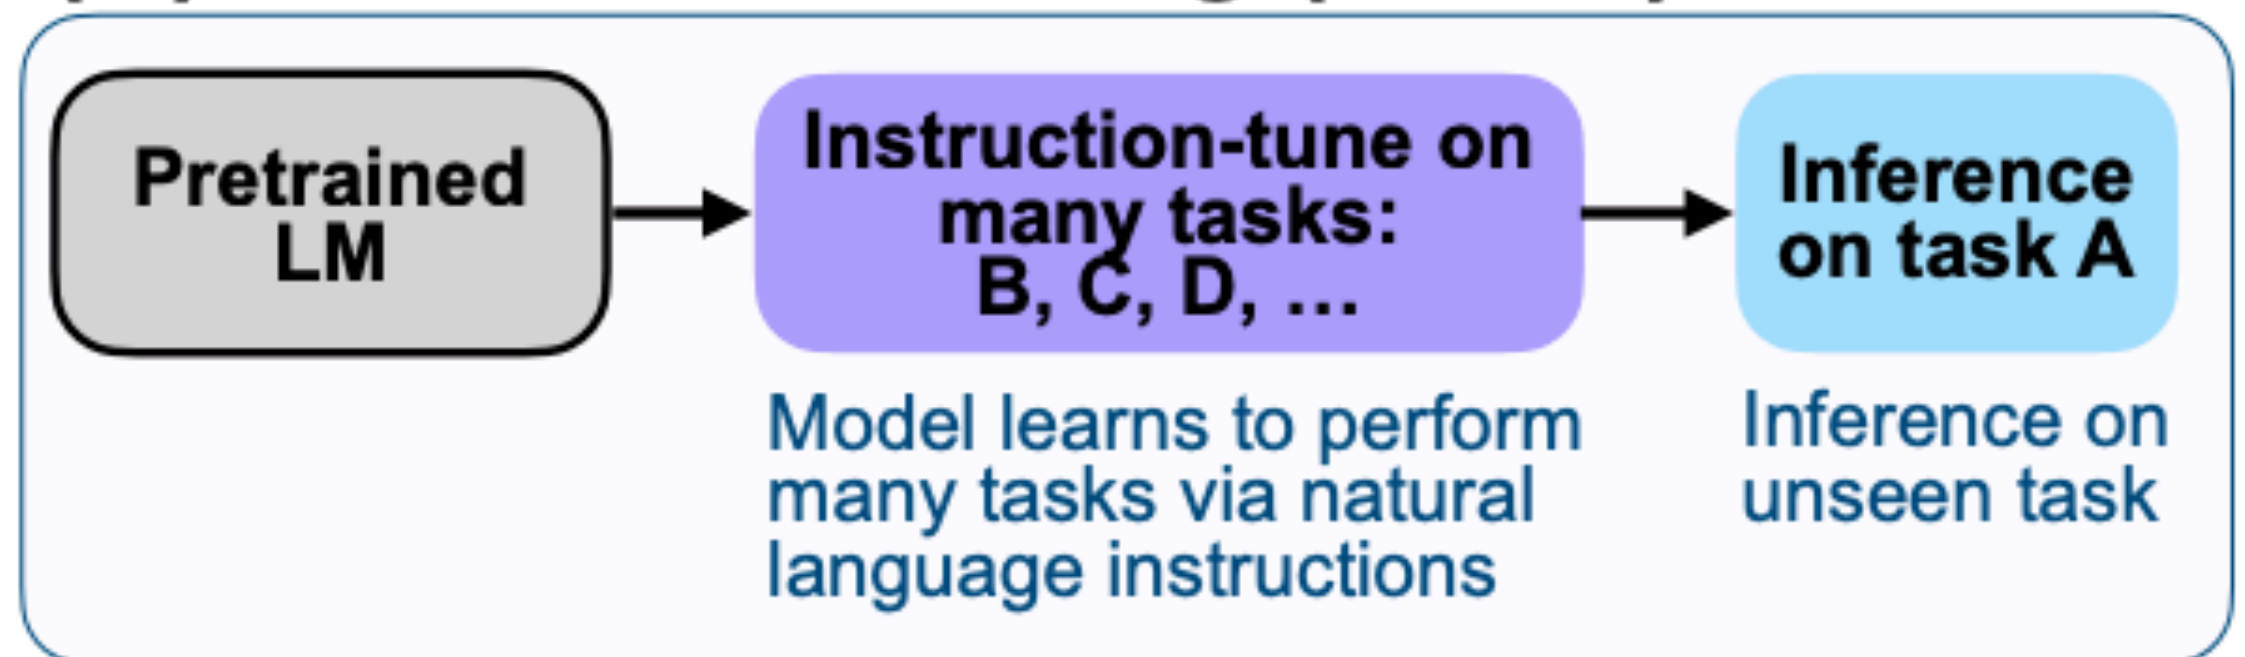 Pretrained
LM
Instruction-tune on
many tasks:
B, C, D, ...
Inference
on task A
Model learns to perform
many tasks via natural
language instructions
Inference on
unseen task